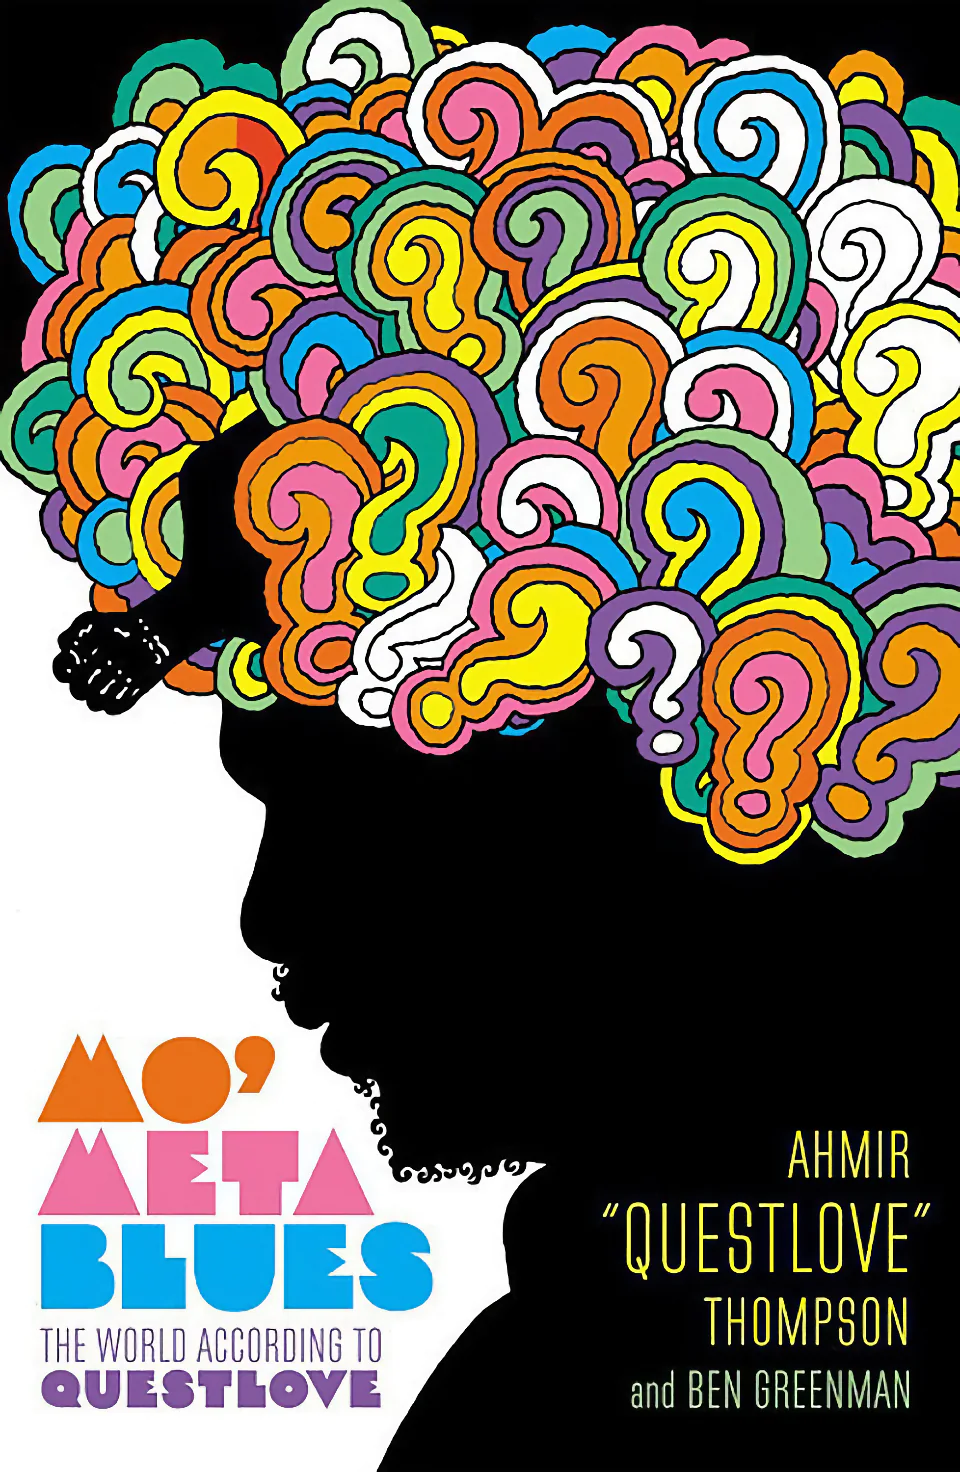 MO'
META
BLUES
THE WORLD ACCORDING TO
QUESTLOVE
AHMIR
"QUESTLOVE"
THOMPSON
and BEN GREENMAN